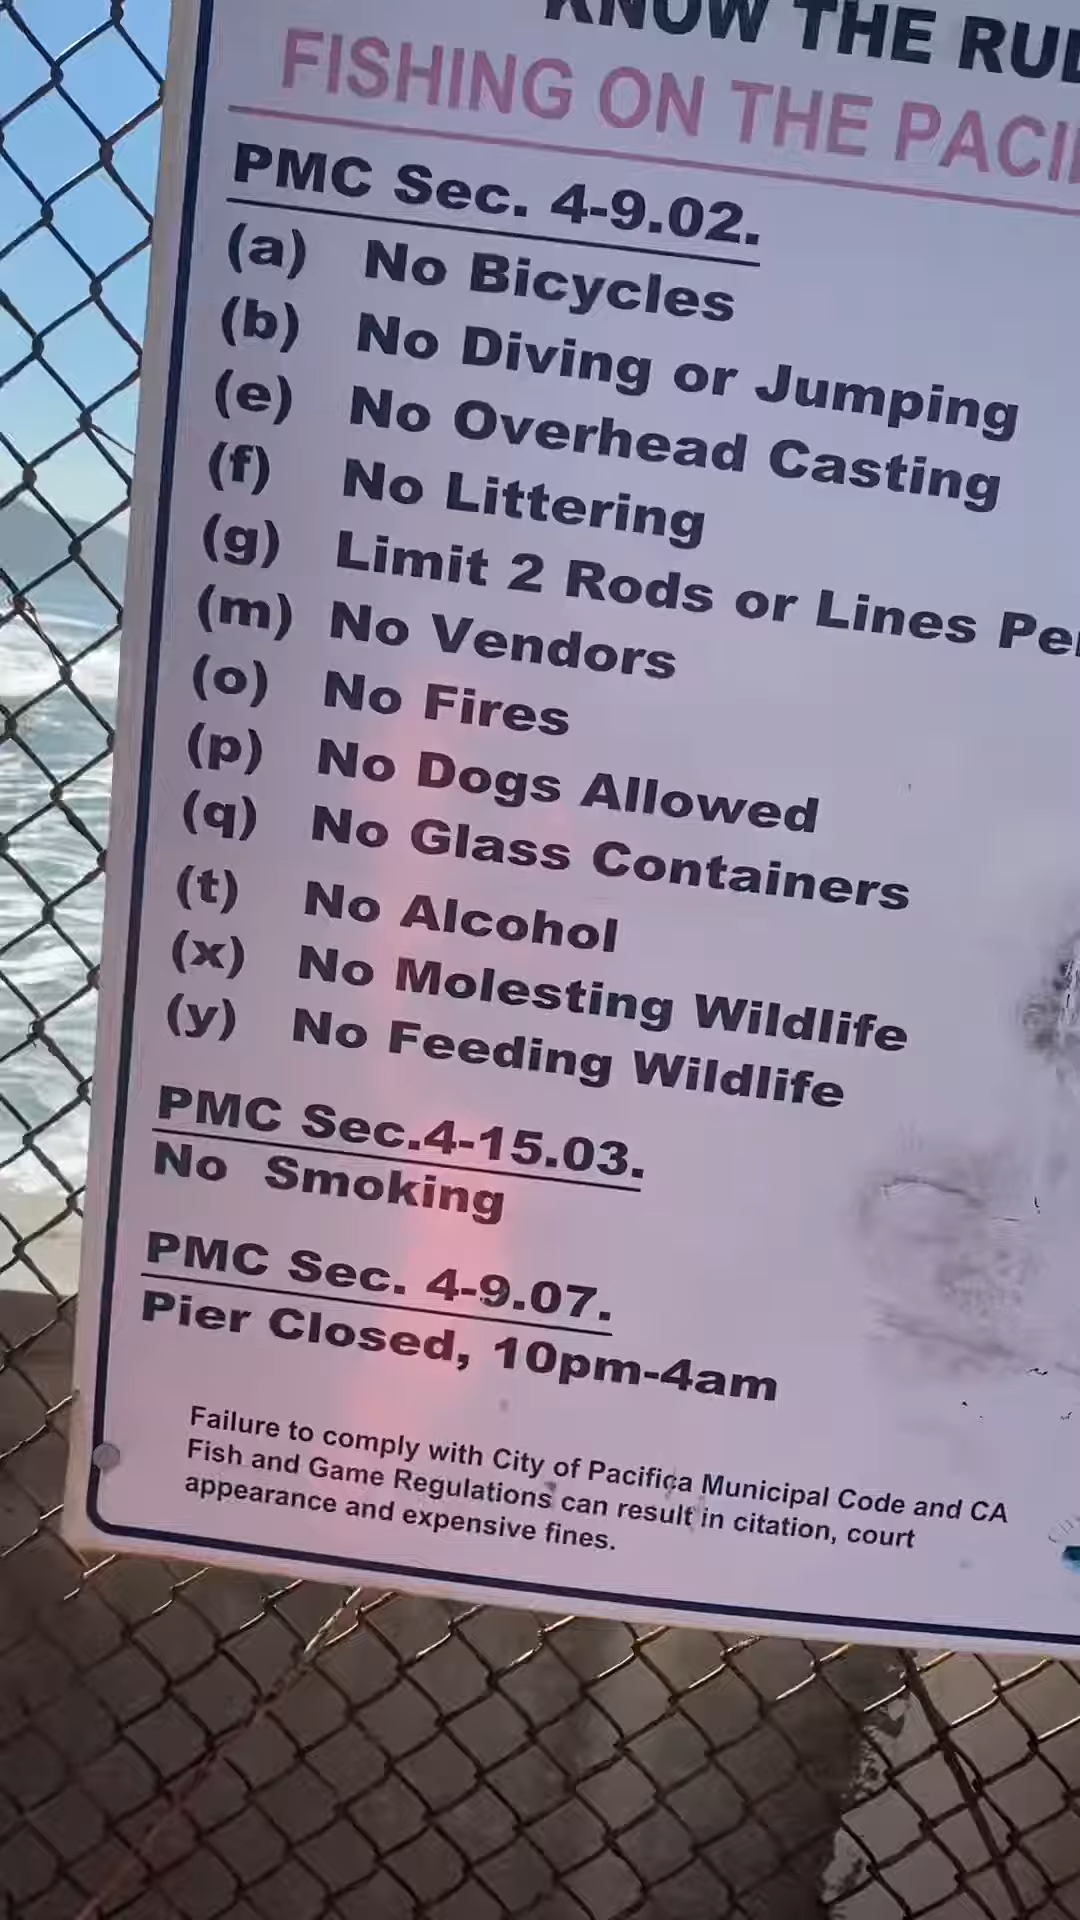 KNOW THE
FISHING ON THE
PMC Sec. 4-9.02.
(a) No Bicycles
(b) No Diving or Jumping
(e) No Overhead Casting
(f) No Littering
(g) Limit 2 Rods or Lines
(m) No Vendors
(o) No Fires
(p) No Dogs Allowed
(q) No Glass Containers
(t) No Alcohol
(x) No Molesting Wildlife
(y) No Feeding Wildlife
PMC Sec.4-15.03.
No Smoking
PMC Sec. 4-9.07.
Pier Closed, 10pm-4am
Failure to comply with City of Pacifica Municipal Code and CA
Fish and Game Regulations can result in citation, court
appearance and expensive fines.